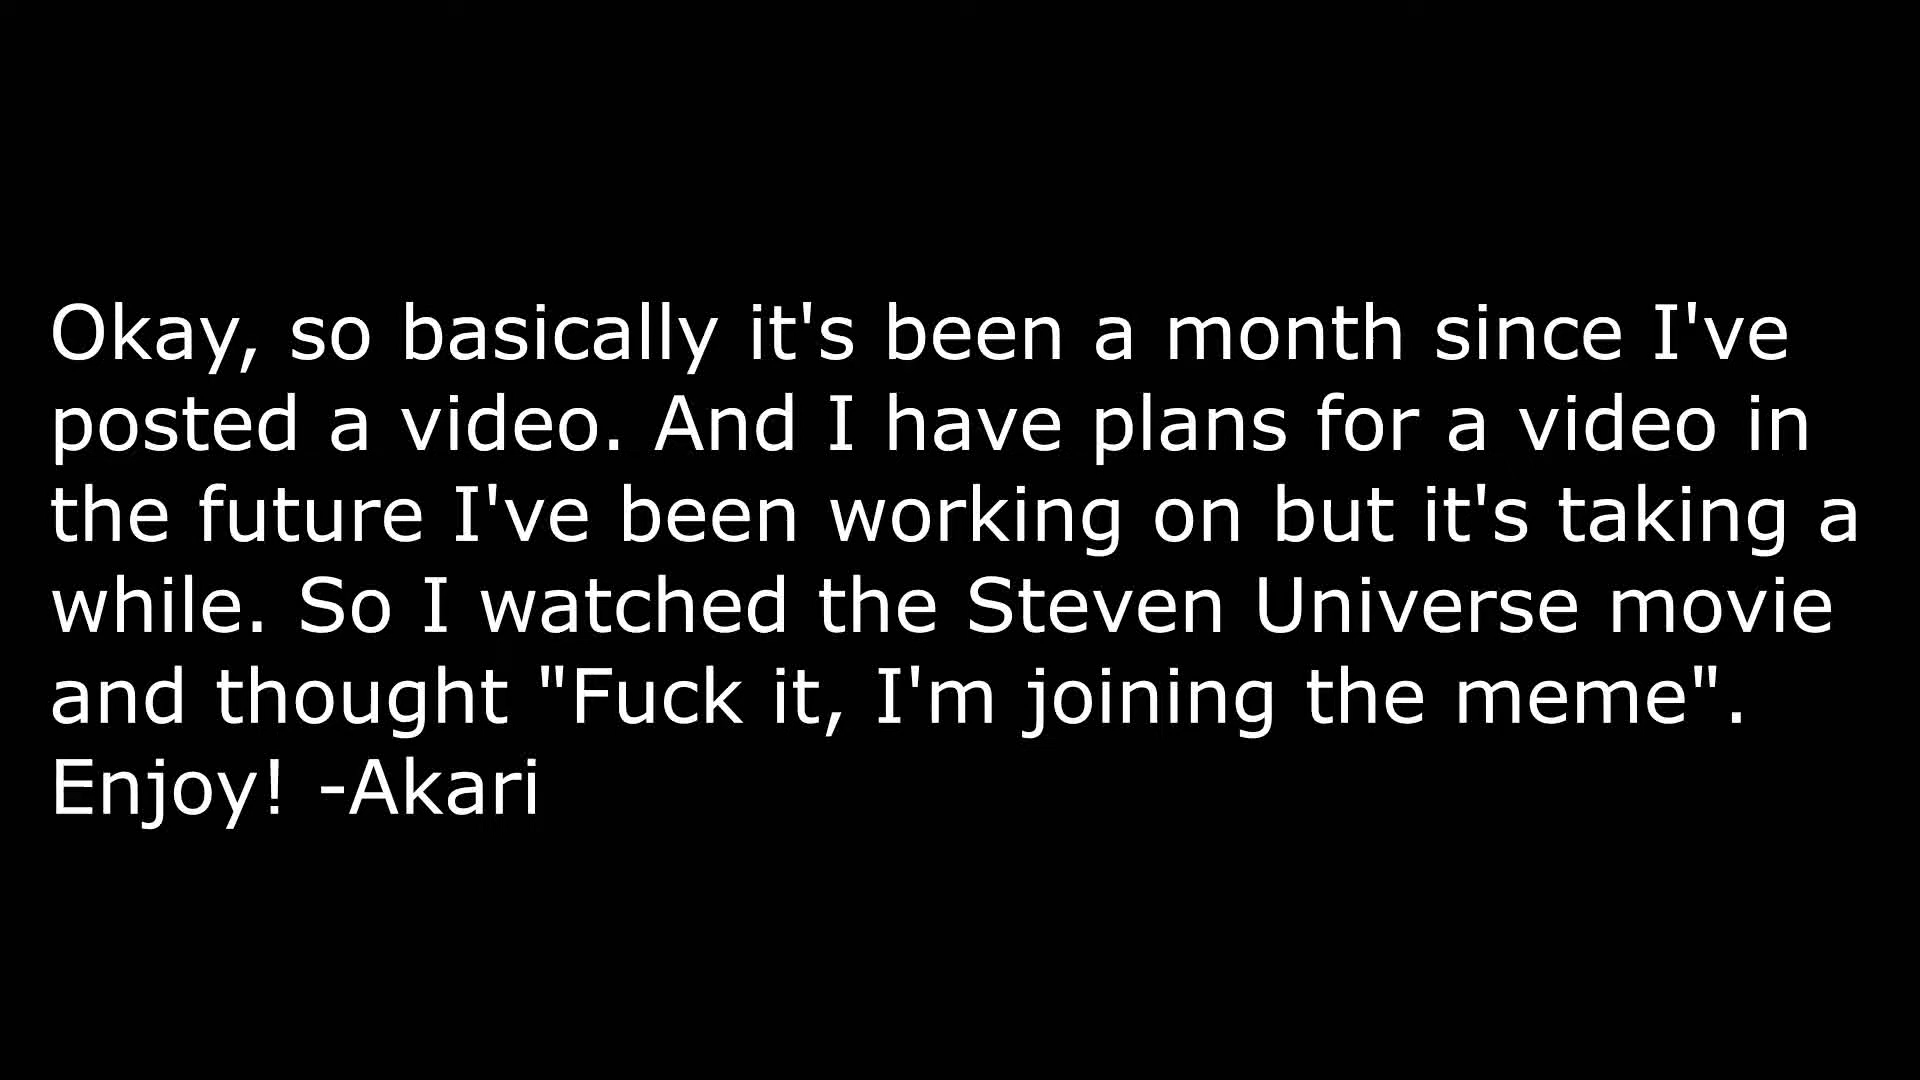 Okay, so basically it's been a month since I've
posted a video. And I have plans for a video in
the future I've been working on but it's taking a
while. So I watched the Steven Universe movie
and thought "Fuck it, I'm joining the meme".
Enjoy! -Akari